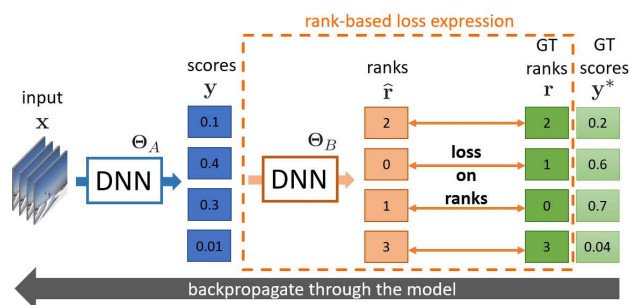 rank-based loss expression
GT GT
scores ranks ranks scores
input y r̂ r y*
x
0.1 2 2 0.2
Θ_A Θ_B
0.4 0 loss 1 0.6
DNN DNN on
0.3 1 ranks 0 0.7
0.01 3 3 0.04
backpropagate through the model